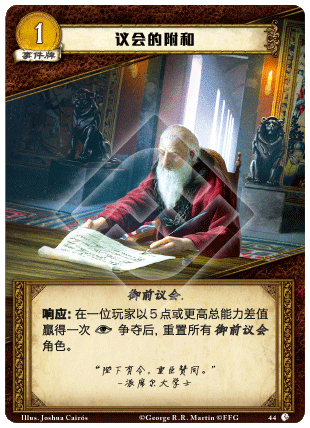 1
事件牌
议会的附和
御前议会.
响应: 在一位玩家以5点或更高总能力差值
赢得一次 争夺后, 重置所有 御前议会
角色。
“陛下有令，重臣赞同。”
-派席尔大学士
Illus. Joshua Cairós
©George R.R. Martin ©FFG
44